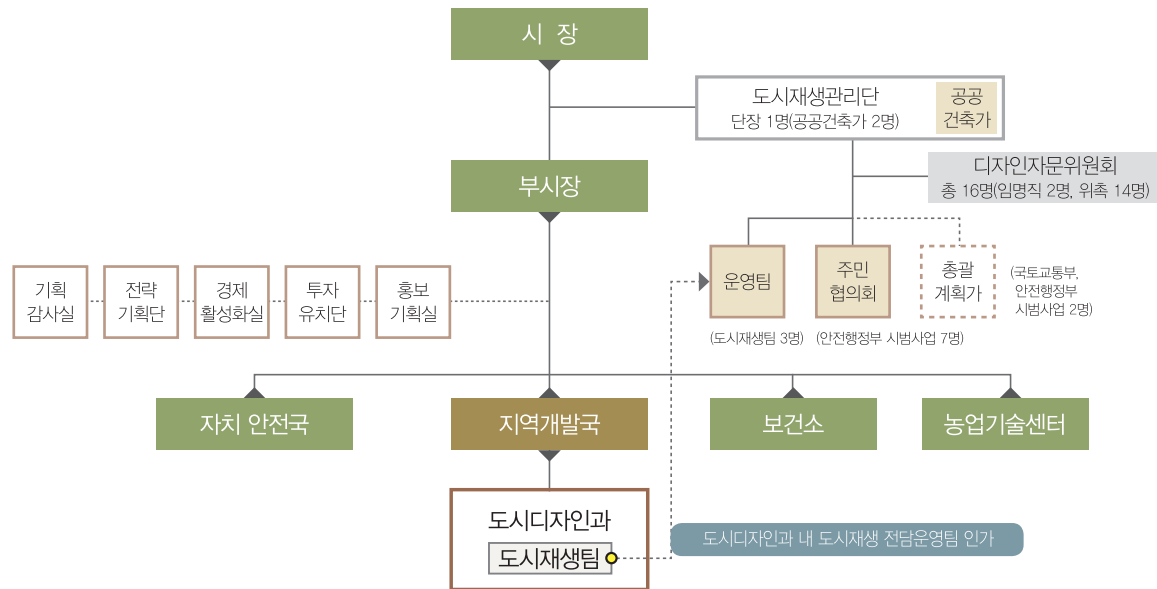 시 장
도시재생관리단
단장 1명(공공건축가 2명)
공공
건축가
디자인자문위원회
총 16명(임명직 2명, 위촉 14명)
부시장
기획
감사실
전략
기획단
경제
활성화실
투자
유치단
홍보
기획실
운영팀
주민
협의회
총괄
계획가
(국토교통부,
안전행정부
시범사업 2명)
(도시재생팀 3명)
(안전행정부 시범사업 7명)
자치 안전국
지역개발국
보건소
농업기술센터
도시디자인과
도시재생팀
도시디자인과 내 도시재생 전담운영팀 인가